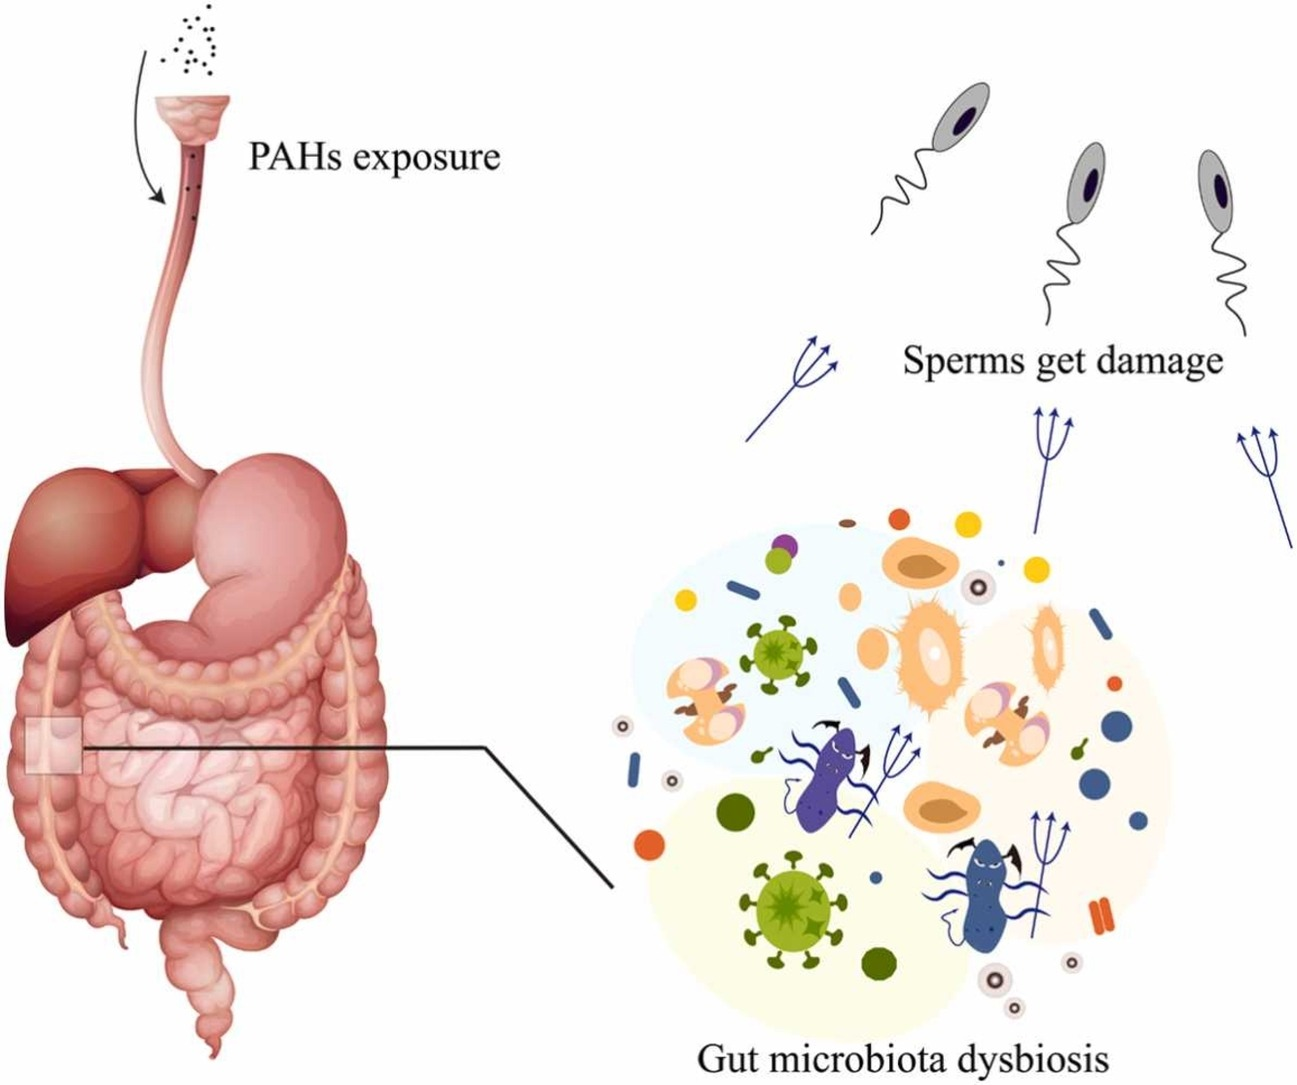 PAHs exposure
Sperms get damage
Gut microbiota dysbiosis